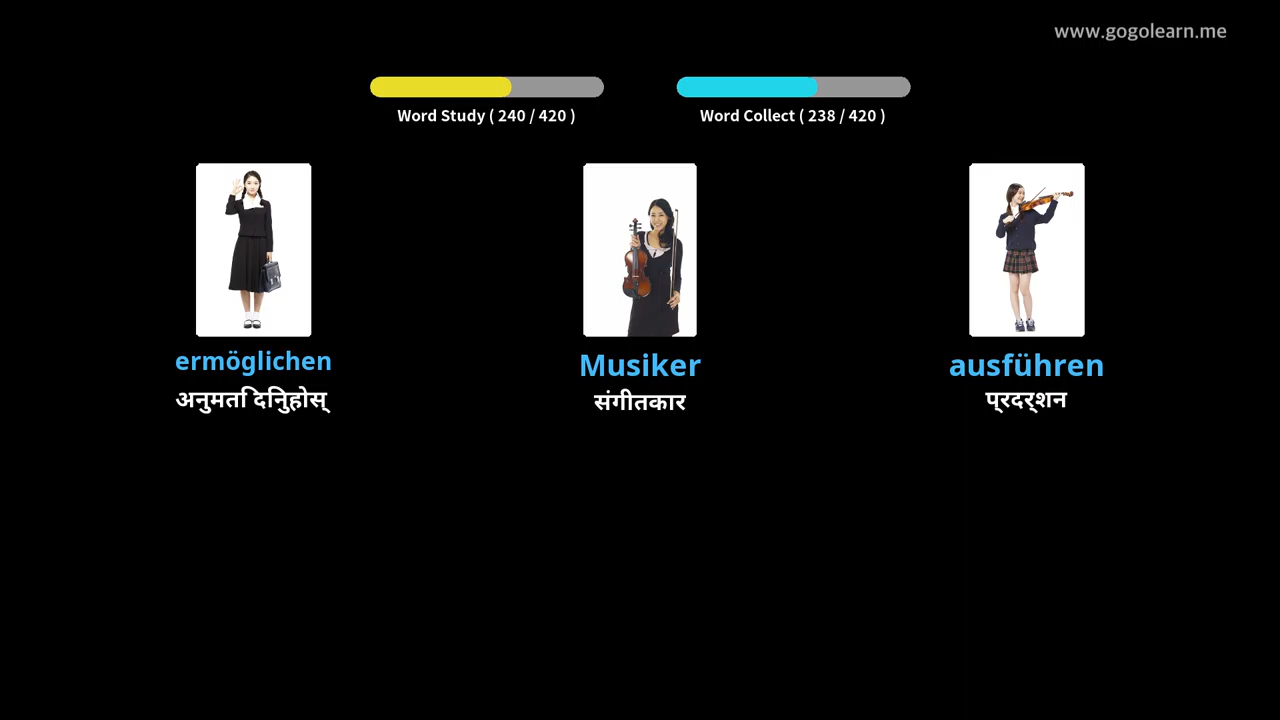 www.gogolearn.me
Word Study ( 240 / 420 )
Word Collect ( 238 / 420 )
ermöglichen
Musiker
ausführen
अनुमति दिनुहोस्
संगीतकार
प्रदर्शन